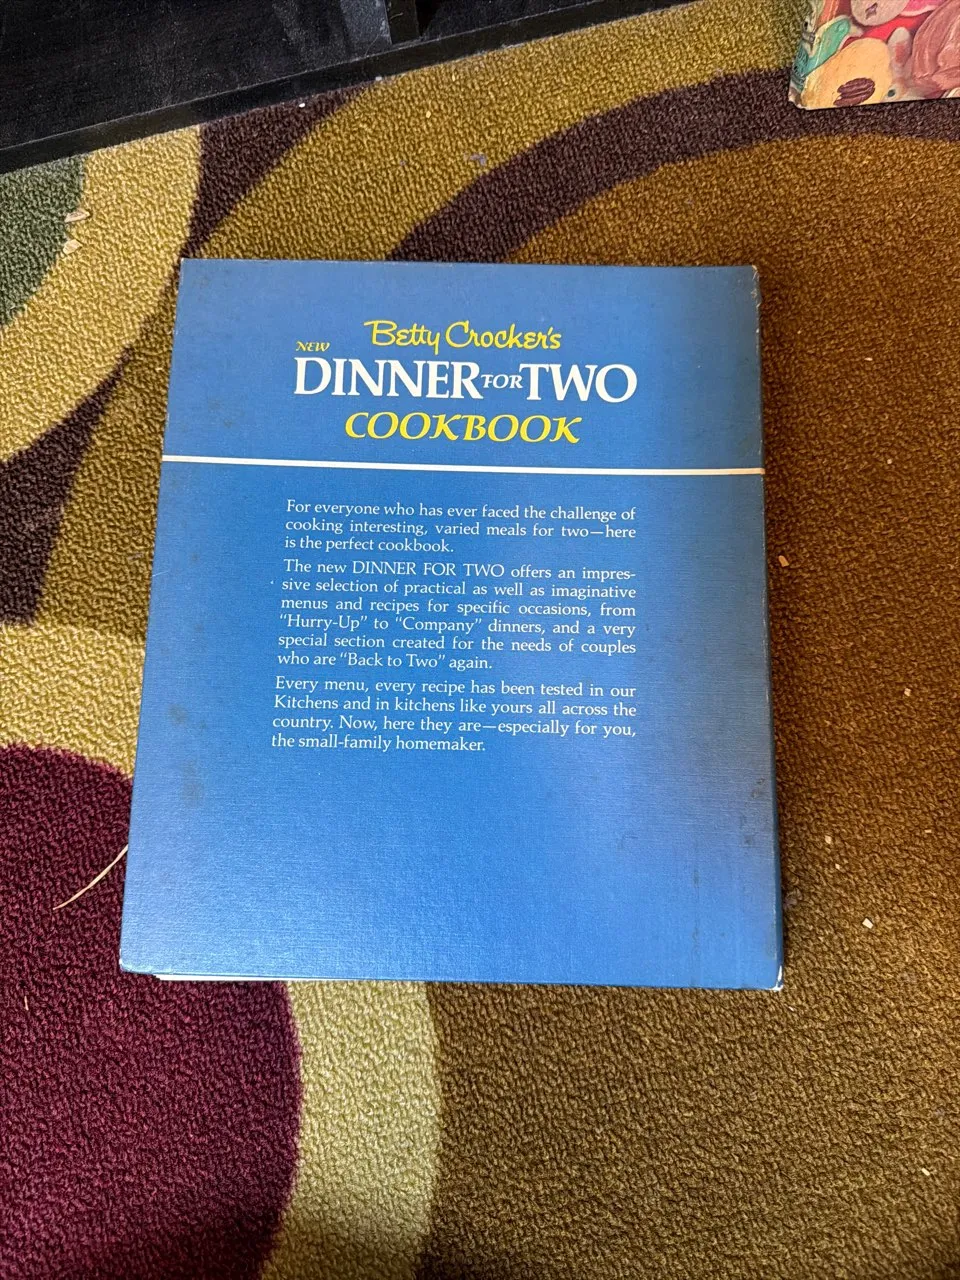 Betty Crocker's
NEW
DINNER FOR TWO
COOKBOOK
For everyone who has ever faced the challenge of
cooking interesting, varied meals for two—here
is the perfect cookbook.
The new DINNER FOR TWO offers an impres-
sive selection of practical as well as imaginative
menus and recipes for specific occasions, from
“Hurry-Up” to “Company” dinners, and a very
special section created for the needs of couples
who are “Back to Two” again.
Every menu, every recipe has been tested in our
Kitchens and in kitchens like yours all across the
country. Now, here they are—especially for you,
the small-family homemaker.